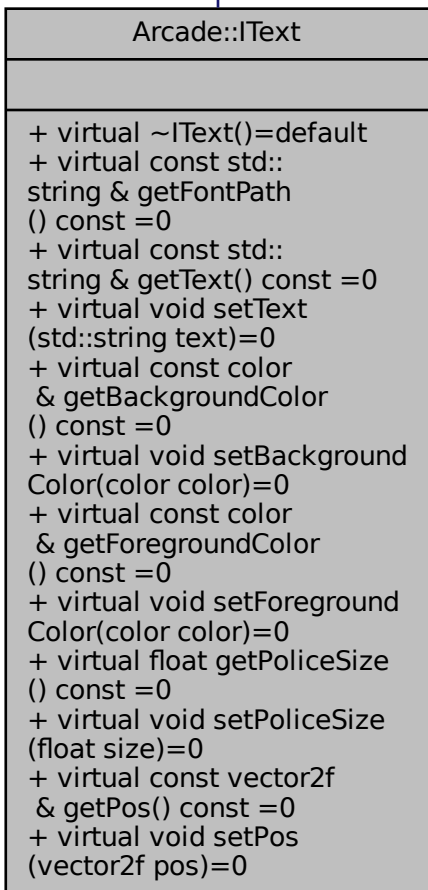 Arcade::IText
+ virtual ~IText()=default
+ virtual const std::
string & getFontPath
() const =0
+ virtual const std::
string & getText() const =0
+ virtual void setText
(std::string text)=0
+ virtual const color
& getBackgroundColor
() const =0
+ virtual void setBackground
Color(color color)=0
+ virtual const color
& getForegroundColor
() const =0
+ virtual void setForeground
Color(color color)=0
+ virtual float getPoliceSize
() const =0
+ virtual void setPoliceSize
(float size)=0
+ virtual const vector2f
& getPos() const =0
+ virtual void setPos
(vector2f pos)=0